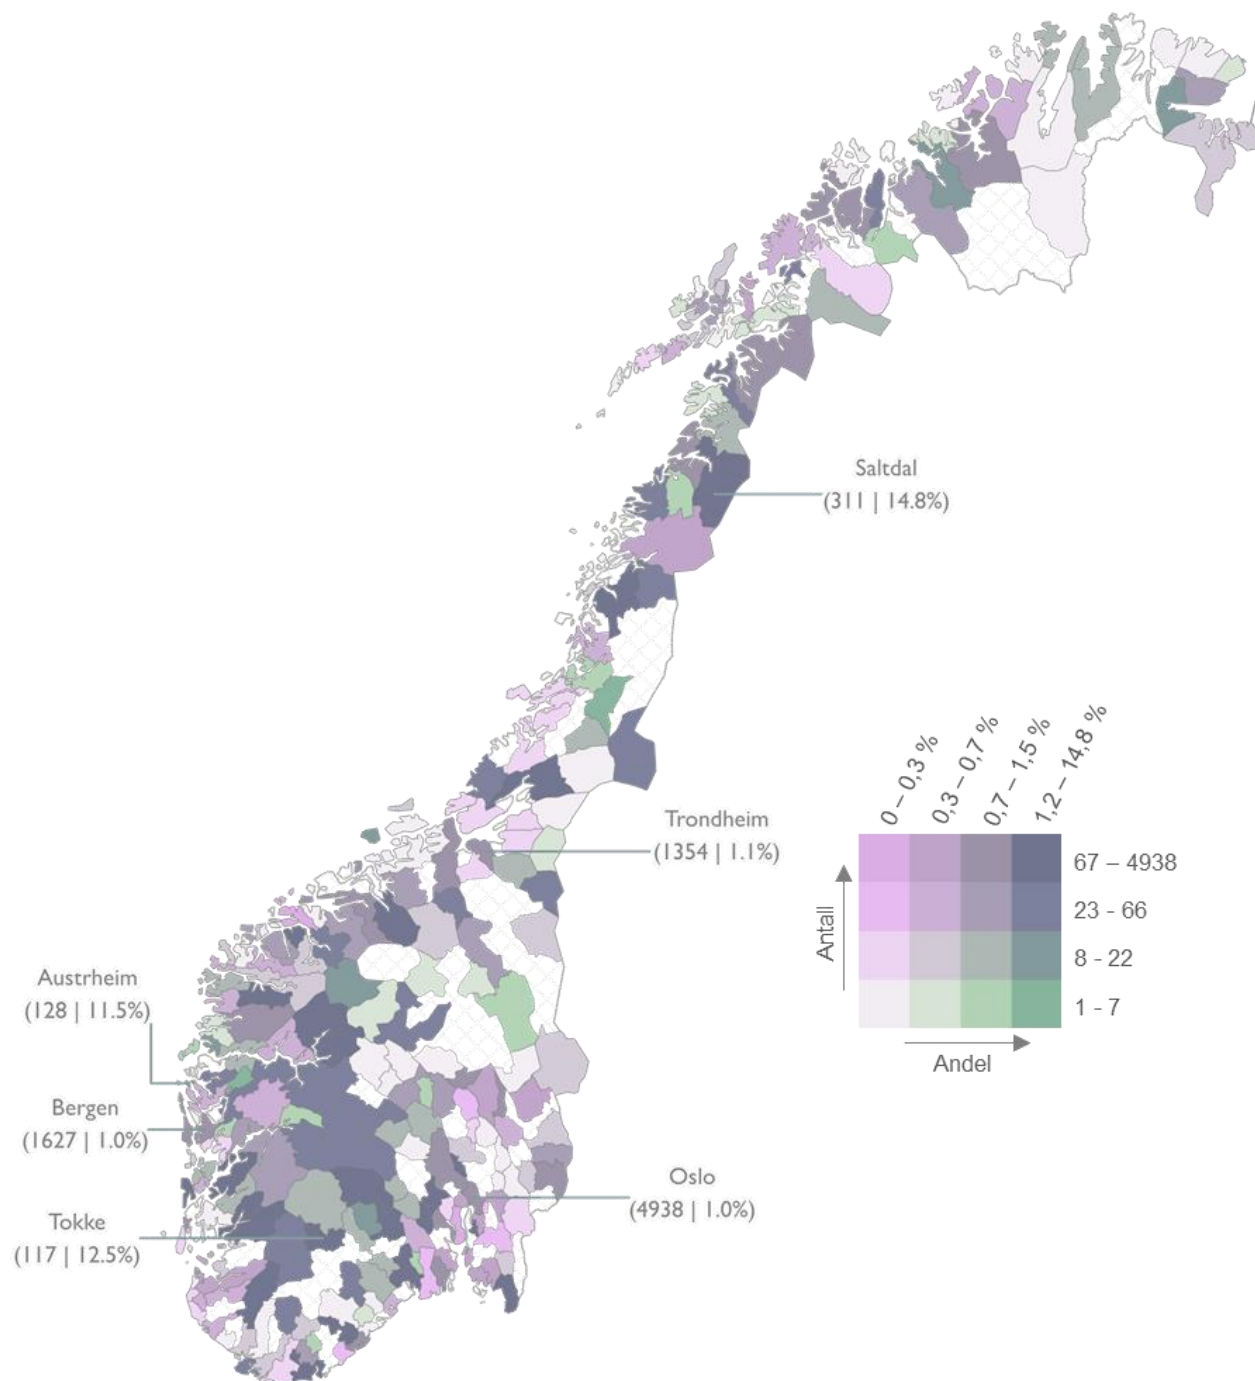 Saltdal
(311 | 14.8%)
Trondheim
(1354 | 1.1%)
Austrheim
(128 | 11.5%)
Bergen
(1627 | 1.0%)
Oslo
(4938 | 1.0%)
Tokke
(117 | 12.5%)
0 – 0,3 %
0,3 – 0,7 %
0,7 – 1,5 %
1,2 – 14,8 %
67 – 4938
23 - 66
8 - 22
1 - 7
Antall
Andel